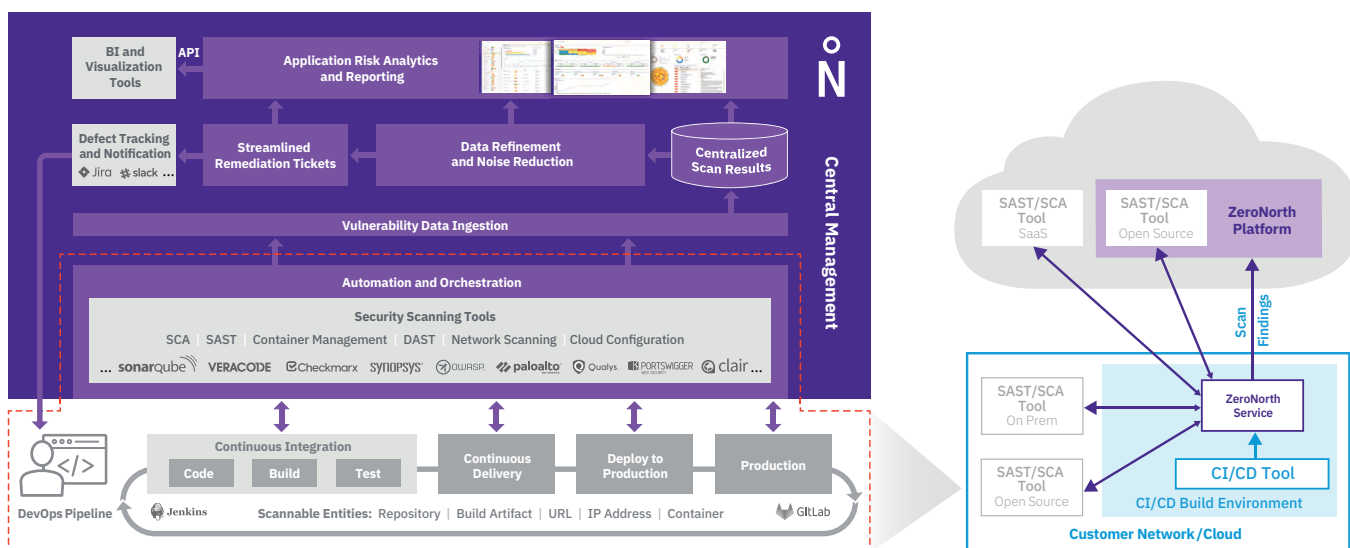 BI and
Visualization
Tools
API
Application Risk Analytics
and Reporting
N
Defect Tracking
and Notification
Jira slack ...
Streamlined
Remediation Tickets
Data Refinement
and Noise Reduction
Centralized
Scan Results
Central Management
Vulnerability Data Ingestion
Automation and Orchestration
Security Scanning Tools
SCA | SAST | Container Management | DAST | Network Scanning | Cloud Configuration
... sonarqube VERACODE Checkmarx SYNOPSYS® OWASP paloalto Qualys PORTSWIGGER WEB SECURITY clair ...
Continuous Integration
Code Build Test
Continuous
Delivery
Deploy to
Production
Production
DevOps Pipeline
Jenkins
Scannable Entities: Repository | Build Artifact | URL | IP Address | Container
GitLab
SAST/SCA
Tool
SaaS
SAST/SCA
Tool
Open Source
ZeroNorth
Platform
Scan
Findings
SAST/SCA
Tool
On Prem
ZeroNorth
Service
SAST/SCA
Tool
Open Source
CI/CD Tool
CI/CD Build Environment
Customer Network/Cloud